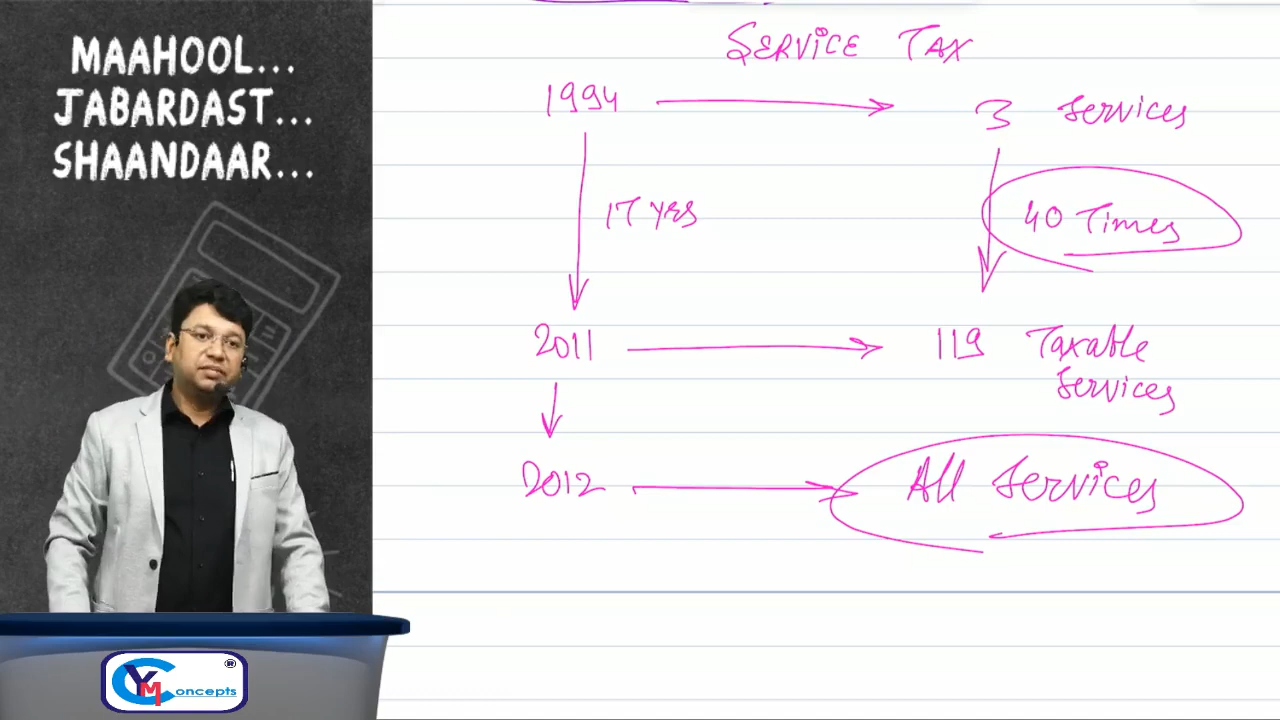 MAAHOOL...
JABARDAST...
SHAANDAAR...
SERVICE TAX
1994 → 3 Services
17 yrs
40 Times
2011 → 119 Taxable
Services
2012 → All Services
CYM Concepts ®